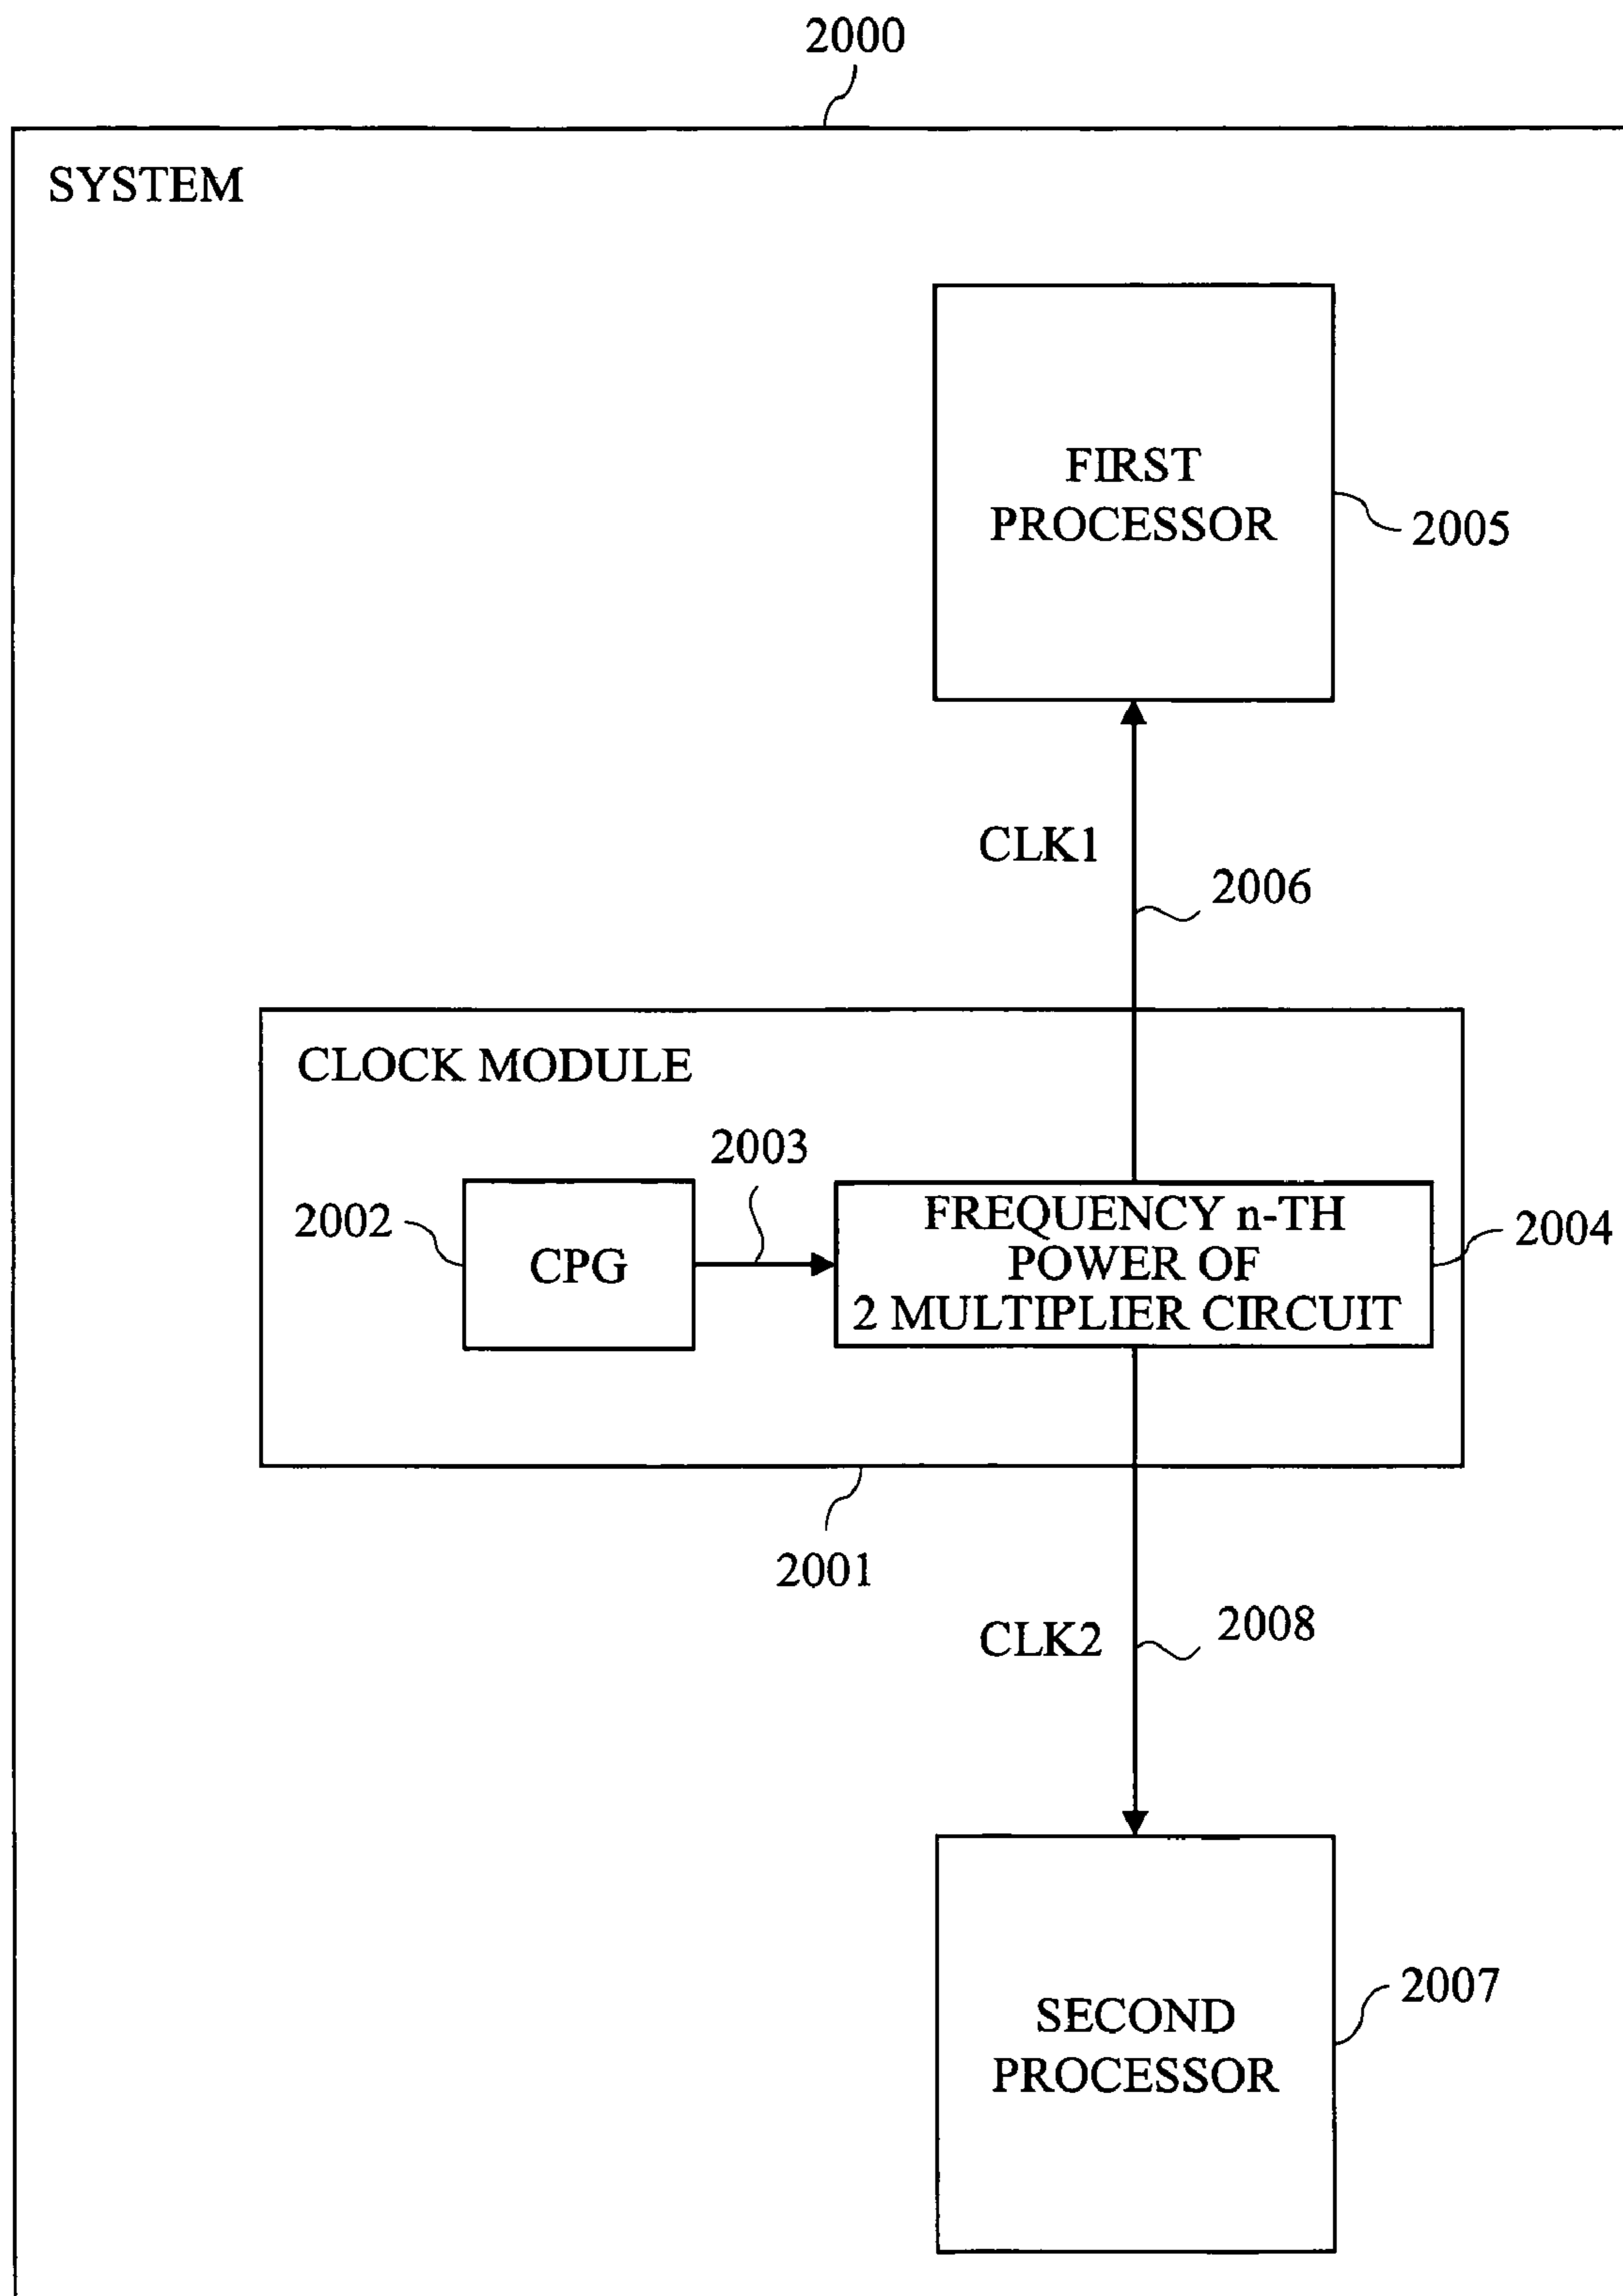 2000
SYSTEM
FIRST
PROCESSOR
2005
CLK1
2006
CLOCK MODULE
2003
2002
CPG
FREQUENCY n-TH
POWER OF
2 MULTIPLIER CIRCUIT
2004
2001
CLK2
2008
SECOND
PROCESSOR
2007